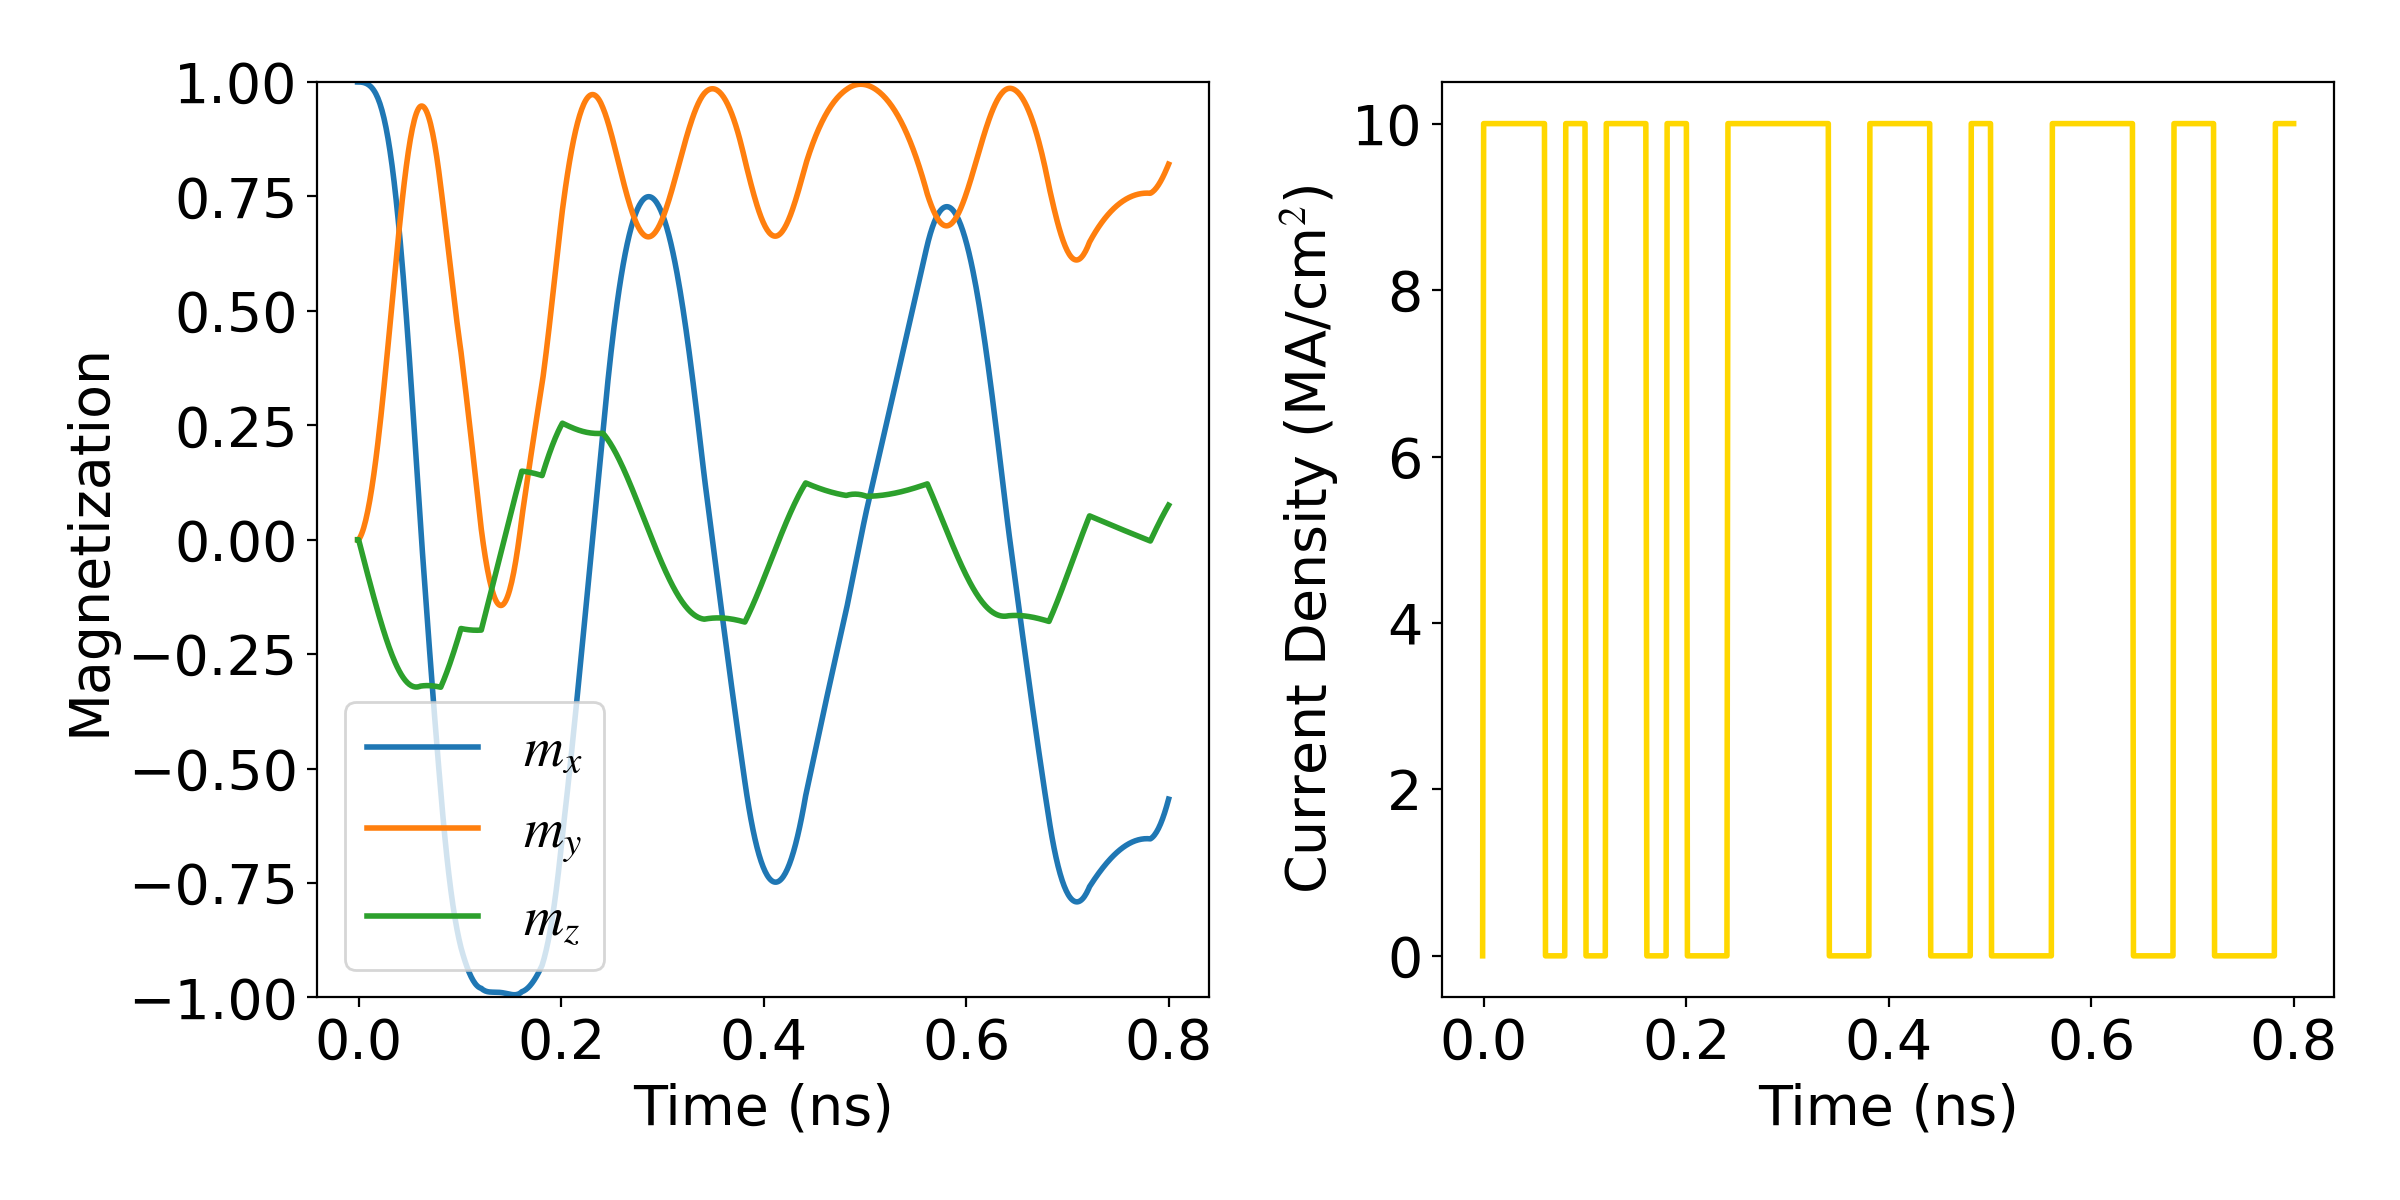 Magnetization
1.00
0.75
0.50
0.25
0.00
−0.25
−0.50
−0.75
−1.00
0.0 0.2 0.4 0.6 0.8
Time (ns)
m_x
m_y
m_z
Current Density (MA/cm²)
10
8
6
4
2
0
0.0 0.2 0.4 0.6 0.8
Time (ns)